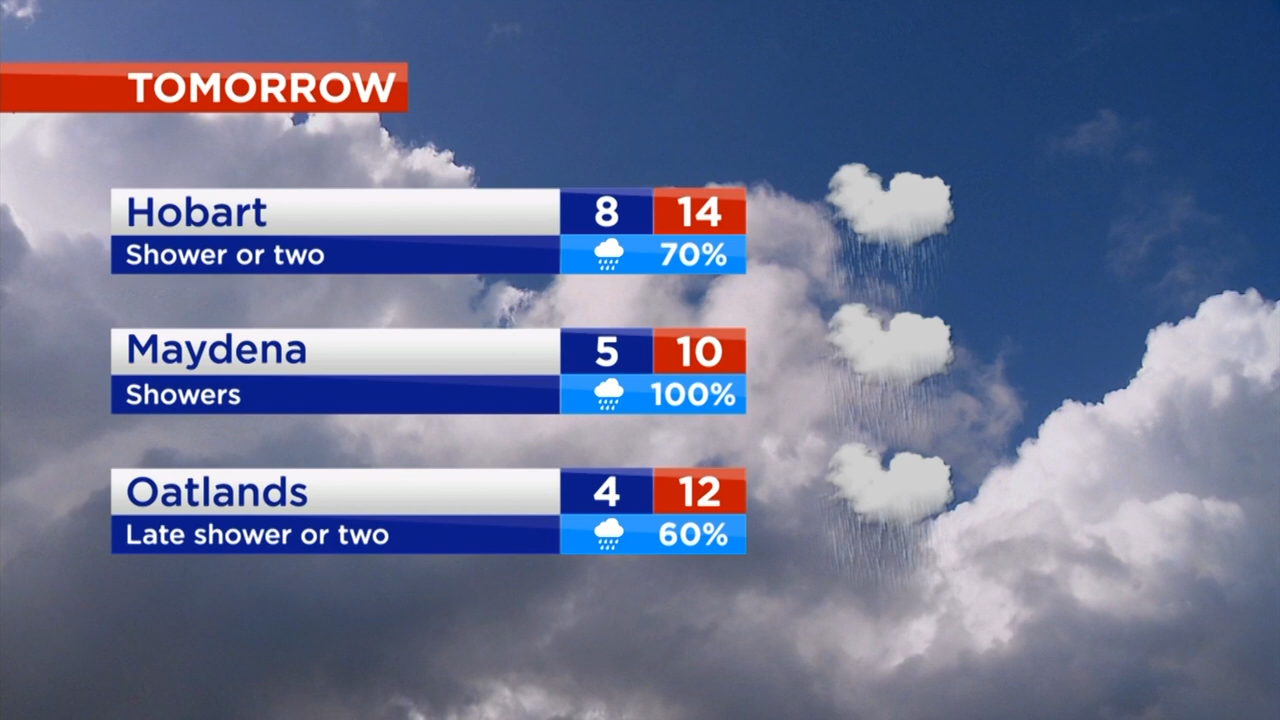 TOMORROW
Hobart 8 14
Shower or two 70%
Maydena 5 10
Showers 100%
Oatlands 4 12
Late shower or two 60%